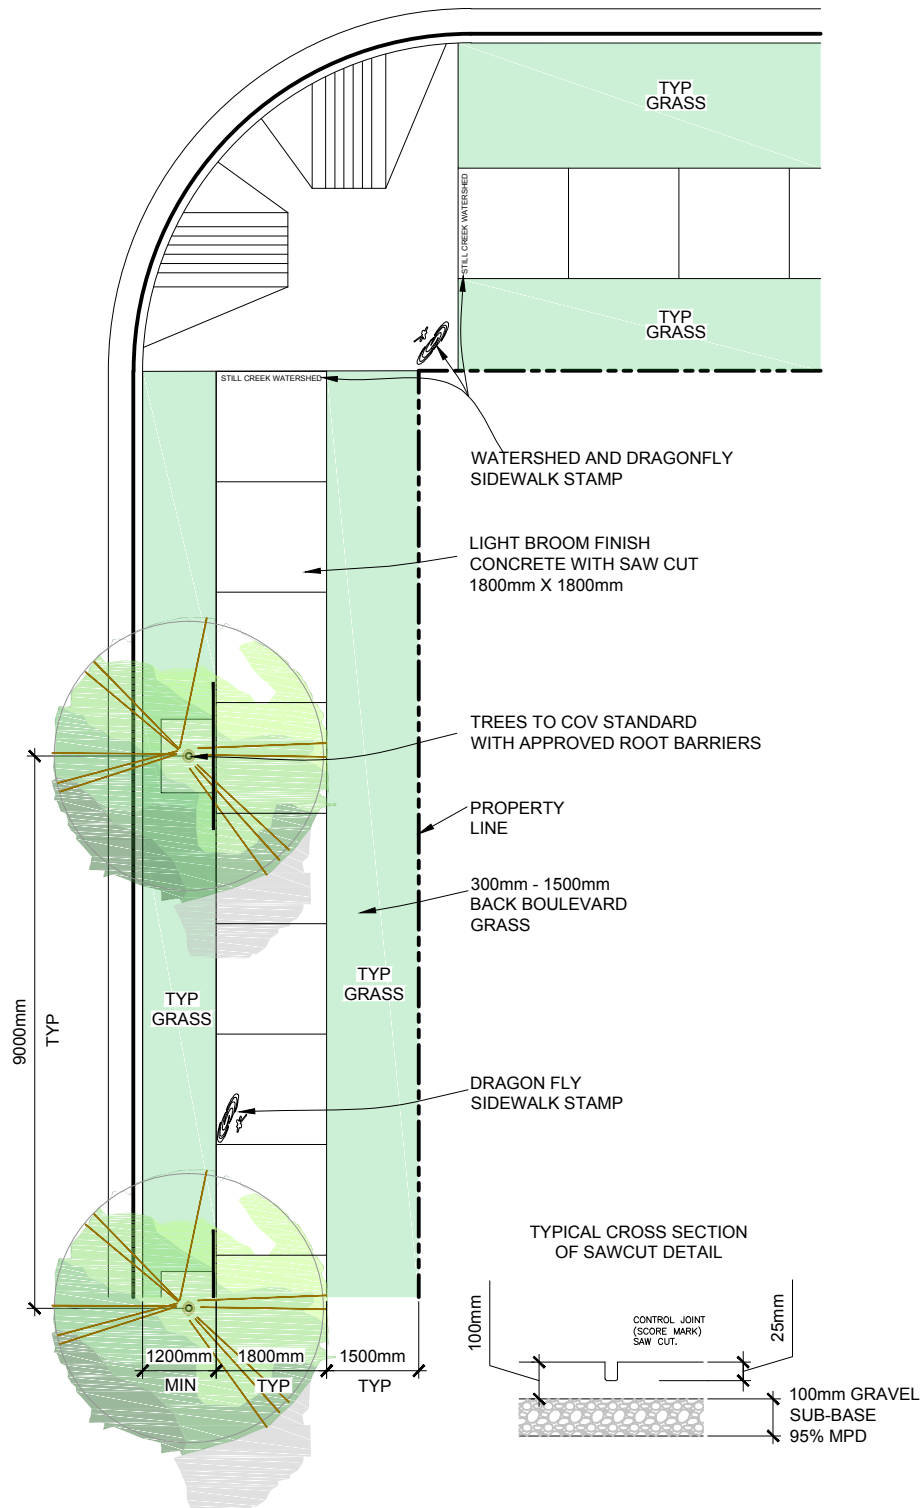 TYP
GRASS
STILL CREEK WATERSHED
TYP
GRASS
STILL CREEK WATERSHED
WATERSHED AND DRAGONFLY
SIDEWALK STAMP
LIGHT BROOM FINISH
CONCRETE WITH SAW CUT
1800mm X 1800mm
TREES TO COV STANDARD
WITH APPROVED ROOT BARRIERS
PROPERTY
LINE
300mm - 1500mm
BACK BOULEVARD
GRASS
TYP
GRASS
TYP
GRASS
9000mm
TYP
DRAGON FLY
SIDEWALK STAMP
1200mm
MIN
1800mm
TYP
1500mm
TYP
TYPICAL CROSS SECTION
OF SAWCUT DETAIL
100mm
CONTROL JOINT
(SCORE MARK)
SAW CUT.
25mm
100mm GRAVEL
SUB-BASE
95% MPD